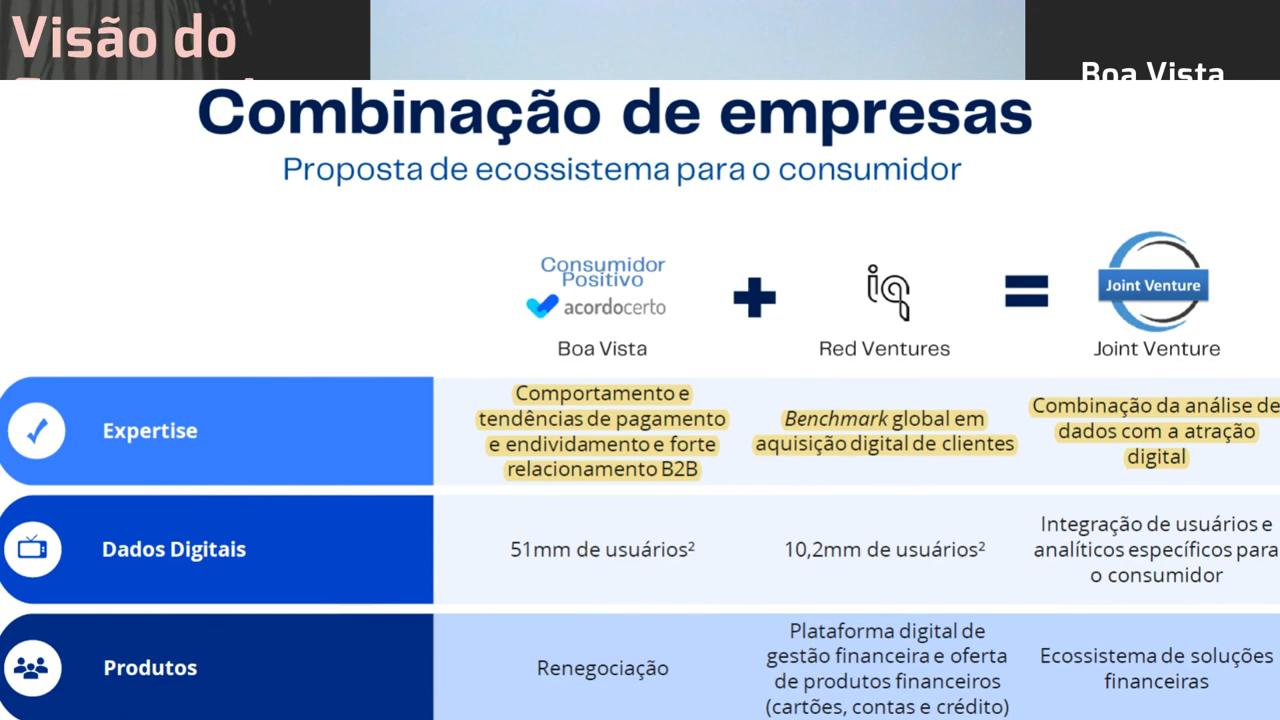 Visão do
Boa Vista
Combinação de empresas
Proposta de ecossistema para o consumidor
Consumidor
Positivo
acordocerto
iq
Joint Venture
Boa Vista
Red Ventures
Joint Venture
Expertise
Comportamento e
tendências de pagamento
e endividamento e forte
relacionamento B2B
Benchmark global em
aquisição digital de clientes
Combinação da análise de
dados com a atração
digital
Dados Digitais
51mm de usuários²
10,2mm de usuários²
Integração de usuários e
analíticos específicos para
o consumidor
Produtos
Renegociação
Plataforma digital de
gestão financeira e oferta
de produtos financeiros
(cartões, contas e crédito)
Ecossistema de soluções
financeiras